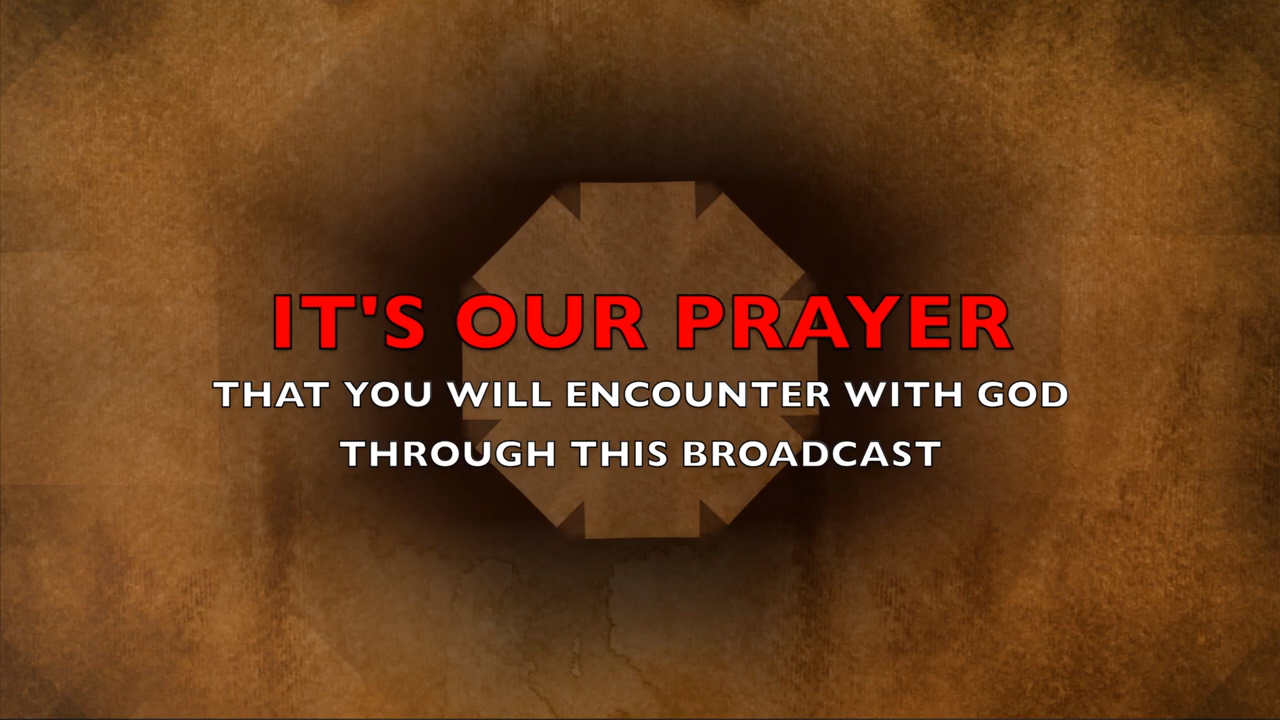 IT'S OUR PRAYER
THAT YOU WILL ENCOUNTER WITH GOD
THROUGH THIS BROADCAST